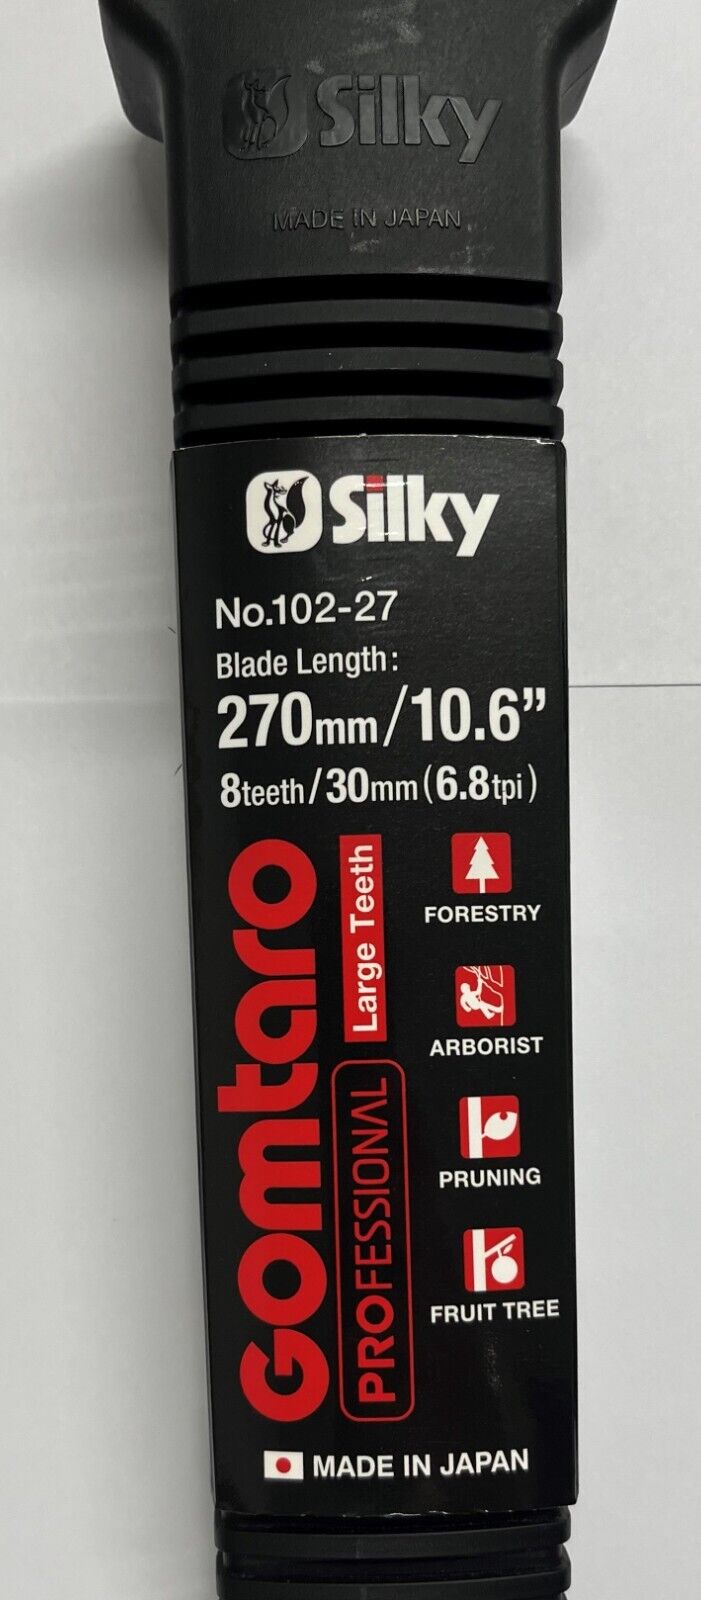 Silky
MADE IN JAPAN
Silky
No.102-27
Blade Length:
270mm/10.6”
8teeth/30mm(6.8tpi)
Gomtaro
Large Teeth
PROFESSIONAL
FORESTRY
ARBORIST
PRUNING
FRUIT TREE
MADE IN JAPAN